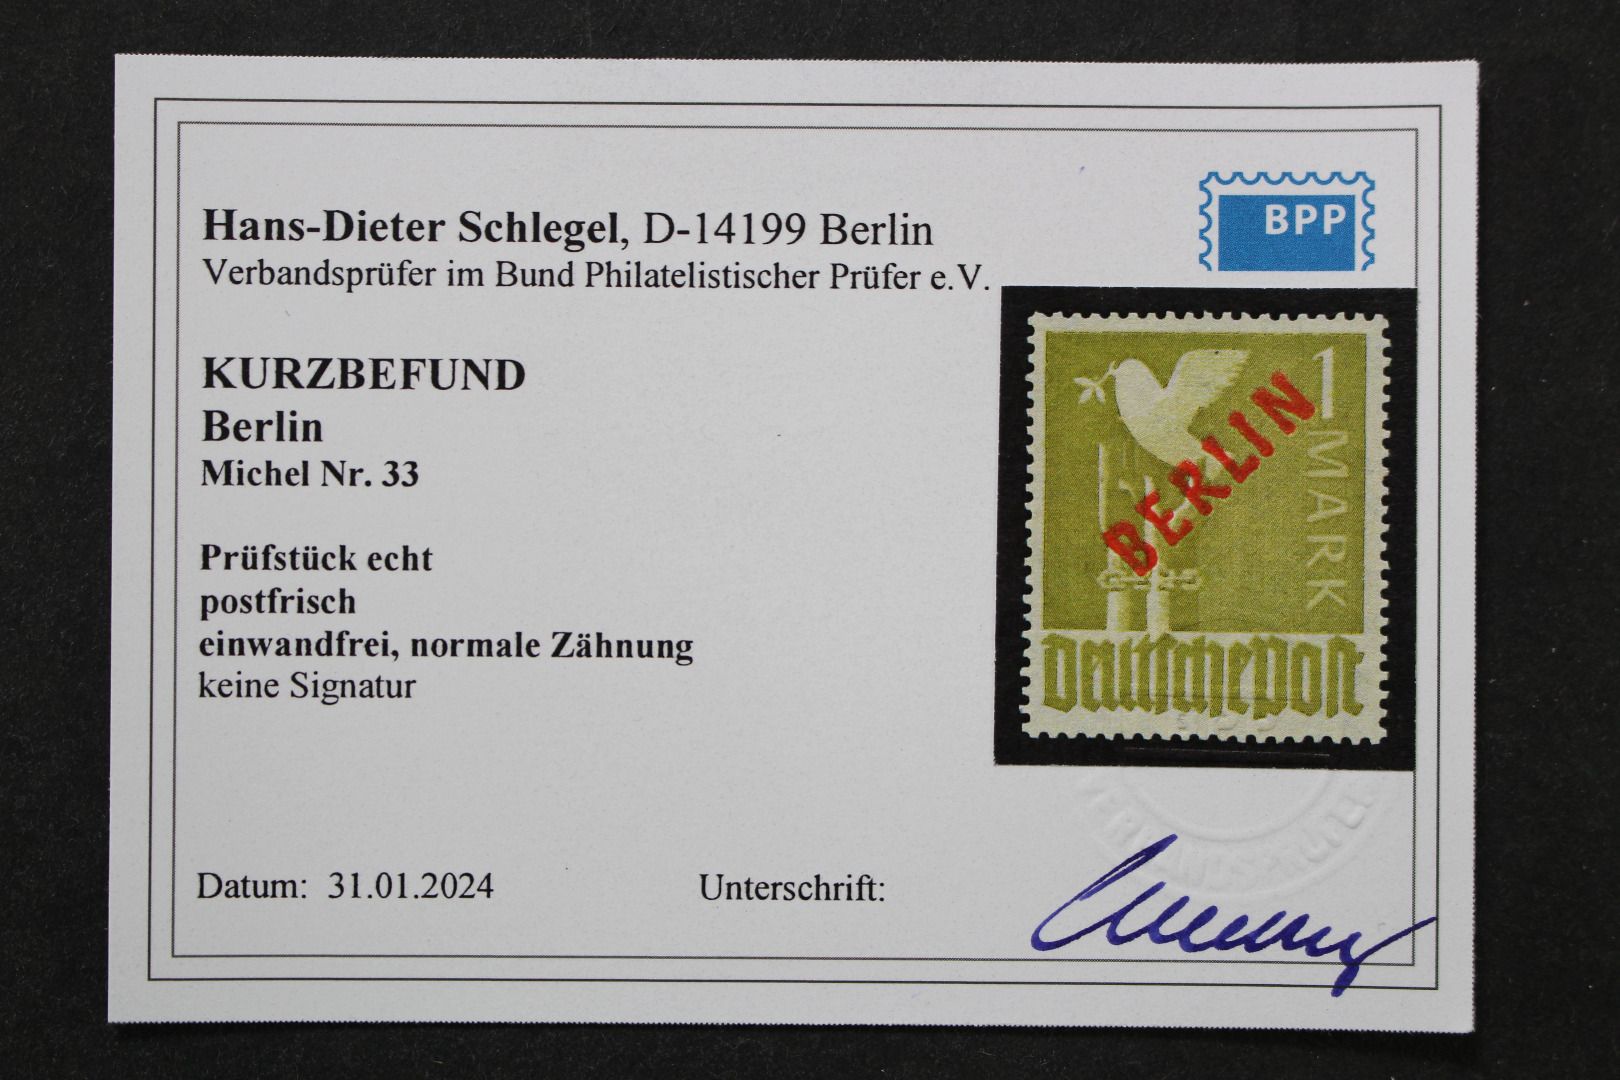 Hans-Dieter Schlegel, D-14199 Berlin
BPP
Verbandsprüfer im Bund Philatelistischer Prüfer e.V.
KURZBEFUND
Berlin
Michel Nr. 33
Prüfstück echt
postfrisch
einwandfrei, normale Zähnung
keine Signatur
1 MARK
BERLIN
Deutsche Post
VERBANDSPRÜFER
Datum: 31.01.2024
Unterschrift: